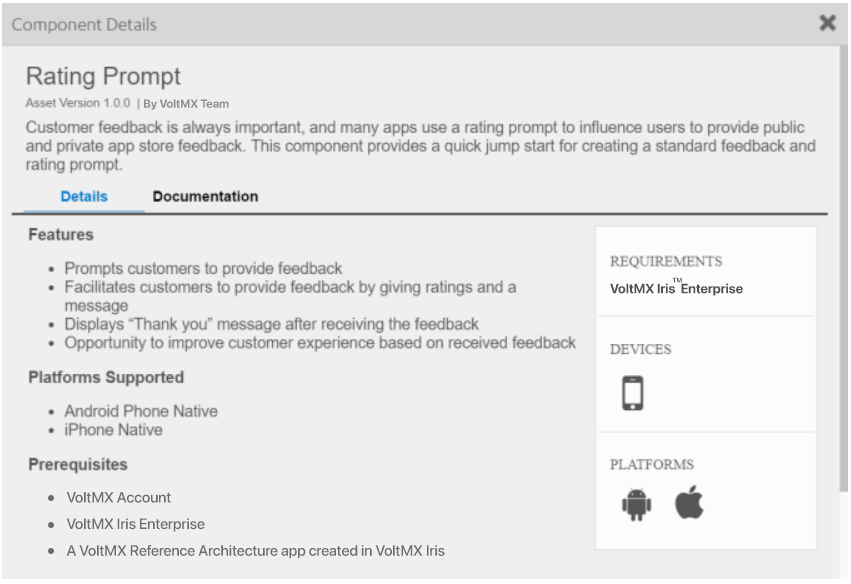 Component Details
Rating Prompt
Asset Version 1.0.0 | By VoltMX Team
Customer feedback is always important, and many apps use a rating prompt to influence users to provide public
and private app store feedback. This component provides a quick jump start for creating a standard feedback and
rating prompt.
Details
Documentation
Features
• Prompts customers to provide feedback
• Facilitates customers to provide feedback by giving ratings and a
message
• Displays “Thank you” message after receiving the feedback
• Opportunity to improve customer experience based on received feedback
Platforms Supported
• Android Phone Native
• iPhone Native
Prerequisites
• VoltMX Account
• VoltMX Iris Enterprise
• A VoltMX Reference Architecture app created in VoltMX Iris
REQUIREMENTS
VoltMX Iris™Enterprise
DEVICES
PLATFORMS